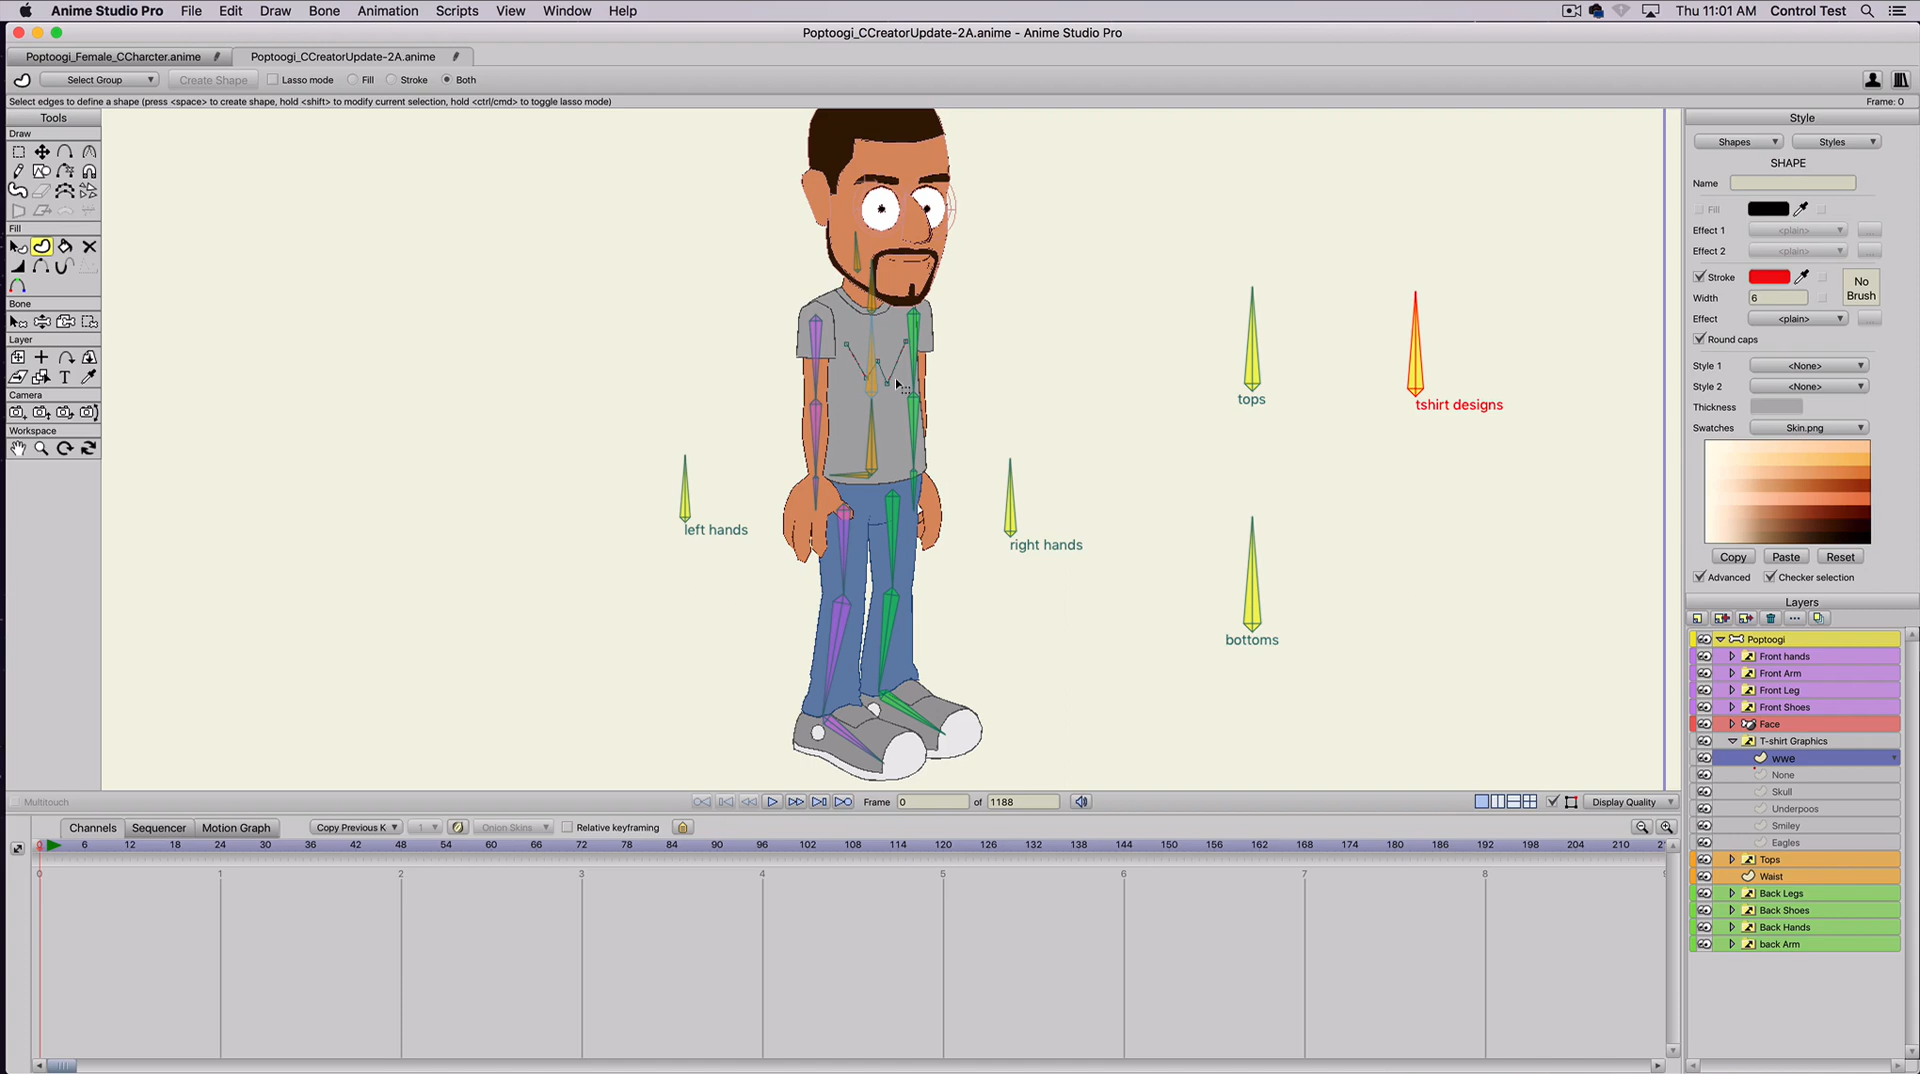 Anime Studio Pro File Edit Draw Bone Animation Scripts View Window Help Thu 11:01 AM Control Test
Poptoogi_CCreatorUpdate-2A.anime - Anime Studio Pro
Poptoogi_Female_CCharcter.anime Poptoogi_CCreatorUpdate-2A.anime
Select Group Create Shape Lasso mode Fill Stroke Both
Select edges to define a shape (press <space> to create shape, hold <shift> to modify current selection, hold <ctrl/cmd> to toggle lasso mode) Frame: 0
Tools
Draw
Fill
Bone
Layer
Camera
Workspace
tops
tshirt designs
left hands
right hands
bottoms
Style
Shapes Styles
SHAPE
Name
Fill
Effect 1 <plain> ...
Effect 2 <plain> ...
Stroke No Brush
Width 6
Effect <plain> ...
Round caps
Style 1 <None>
Style 2 <None>
Thickness
Swatches Skin.png
Copy Paste Reset
Advanced Checker selection
Layers
Poptoogi
Front hands
Front Arm
Front Leg
Front Shoes
Face
T-shirt Graphics
wwe
None
Skull
Underpoos
Smiley
Eagles
Tops
Waist
Back Legs
Back Shoes
Back Hands
back Arm
Multitouch Frame 0 of 1188 Display Quality
Channels Sequencer Motion Graph Copy Previous K 1 Onion Skins Relative keyframing
0 6 12 18 24 30 36 42 48 54 60 66 72 78 84 90 96 102 108 114 120 126 132 138 144 150 156 162 168 174 180 186 192 198 204 210
0 1 2 3 4 5 6 7 8